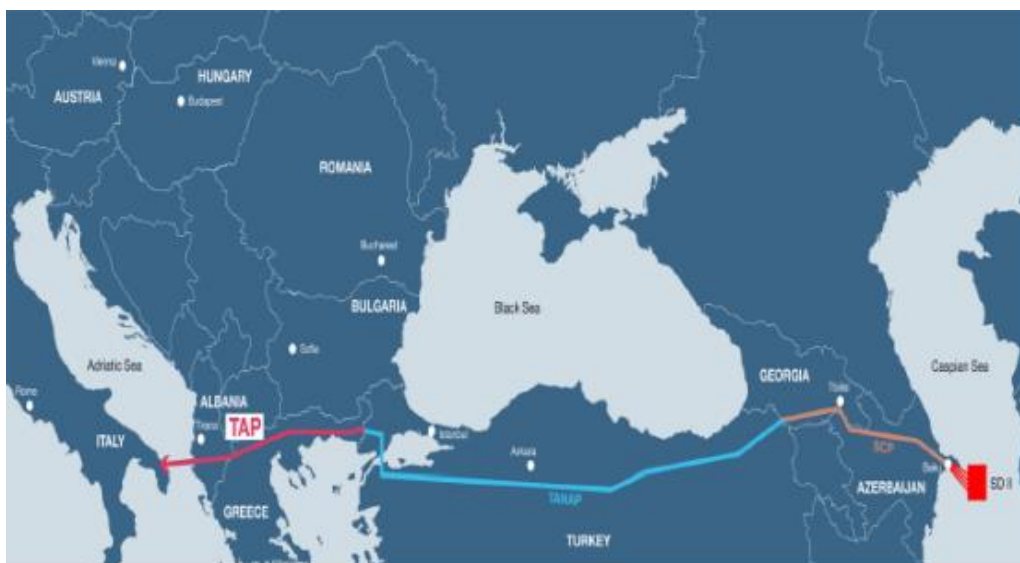 Vienna
HUNGARY
AUSTRIA
Budapest
ROMANIA
Bucharest
BULGARIA
Black Sea
Sofia
Adriatic Sea
Caspian Sea
GEORGIA
Tbilisi
Rome
ALBANIA
TAP
Tirana
ITALY
Istanbul
Ankara
SCP
Baku
AZERBAIJAN
SD II
TANAP
GREECE
TURKEY